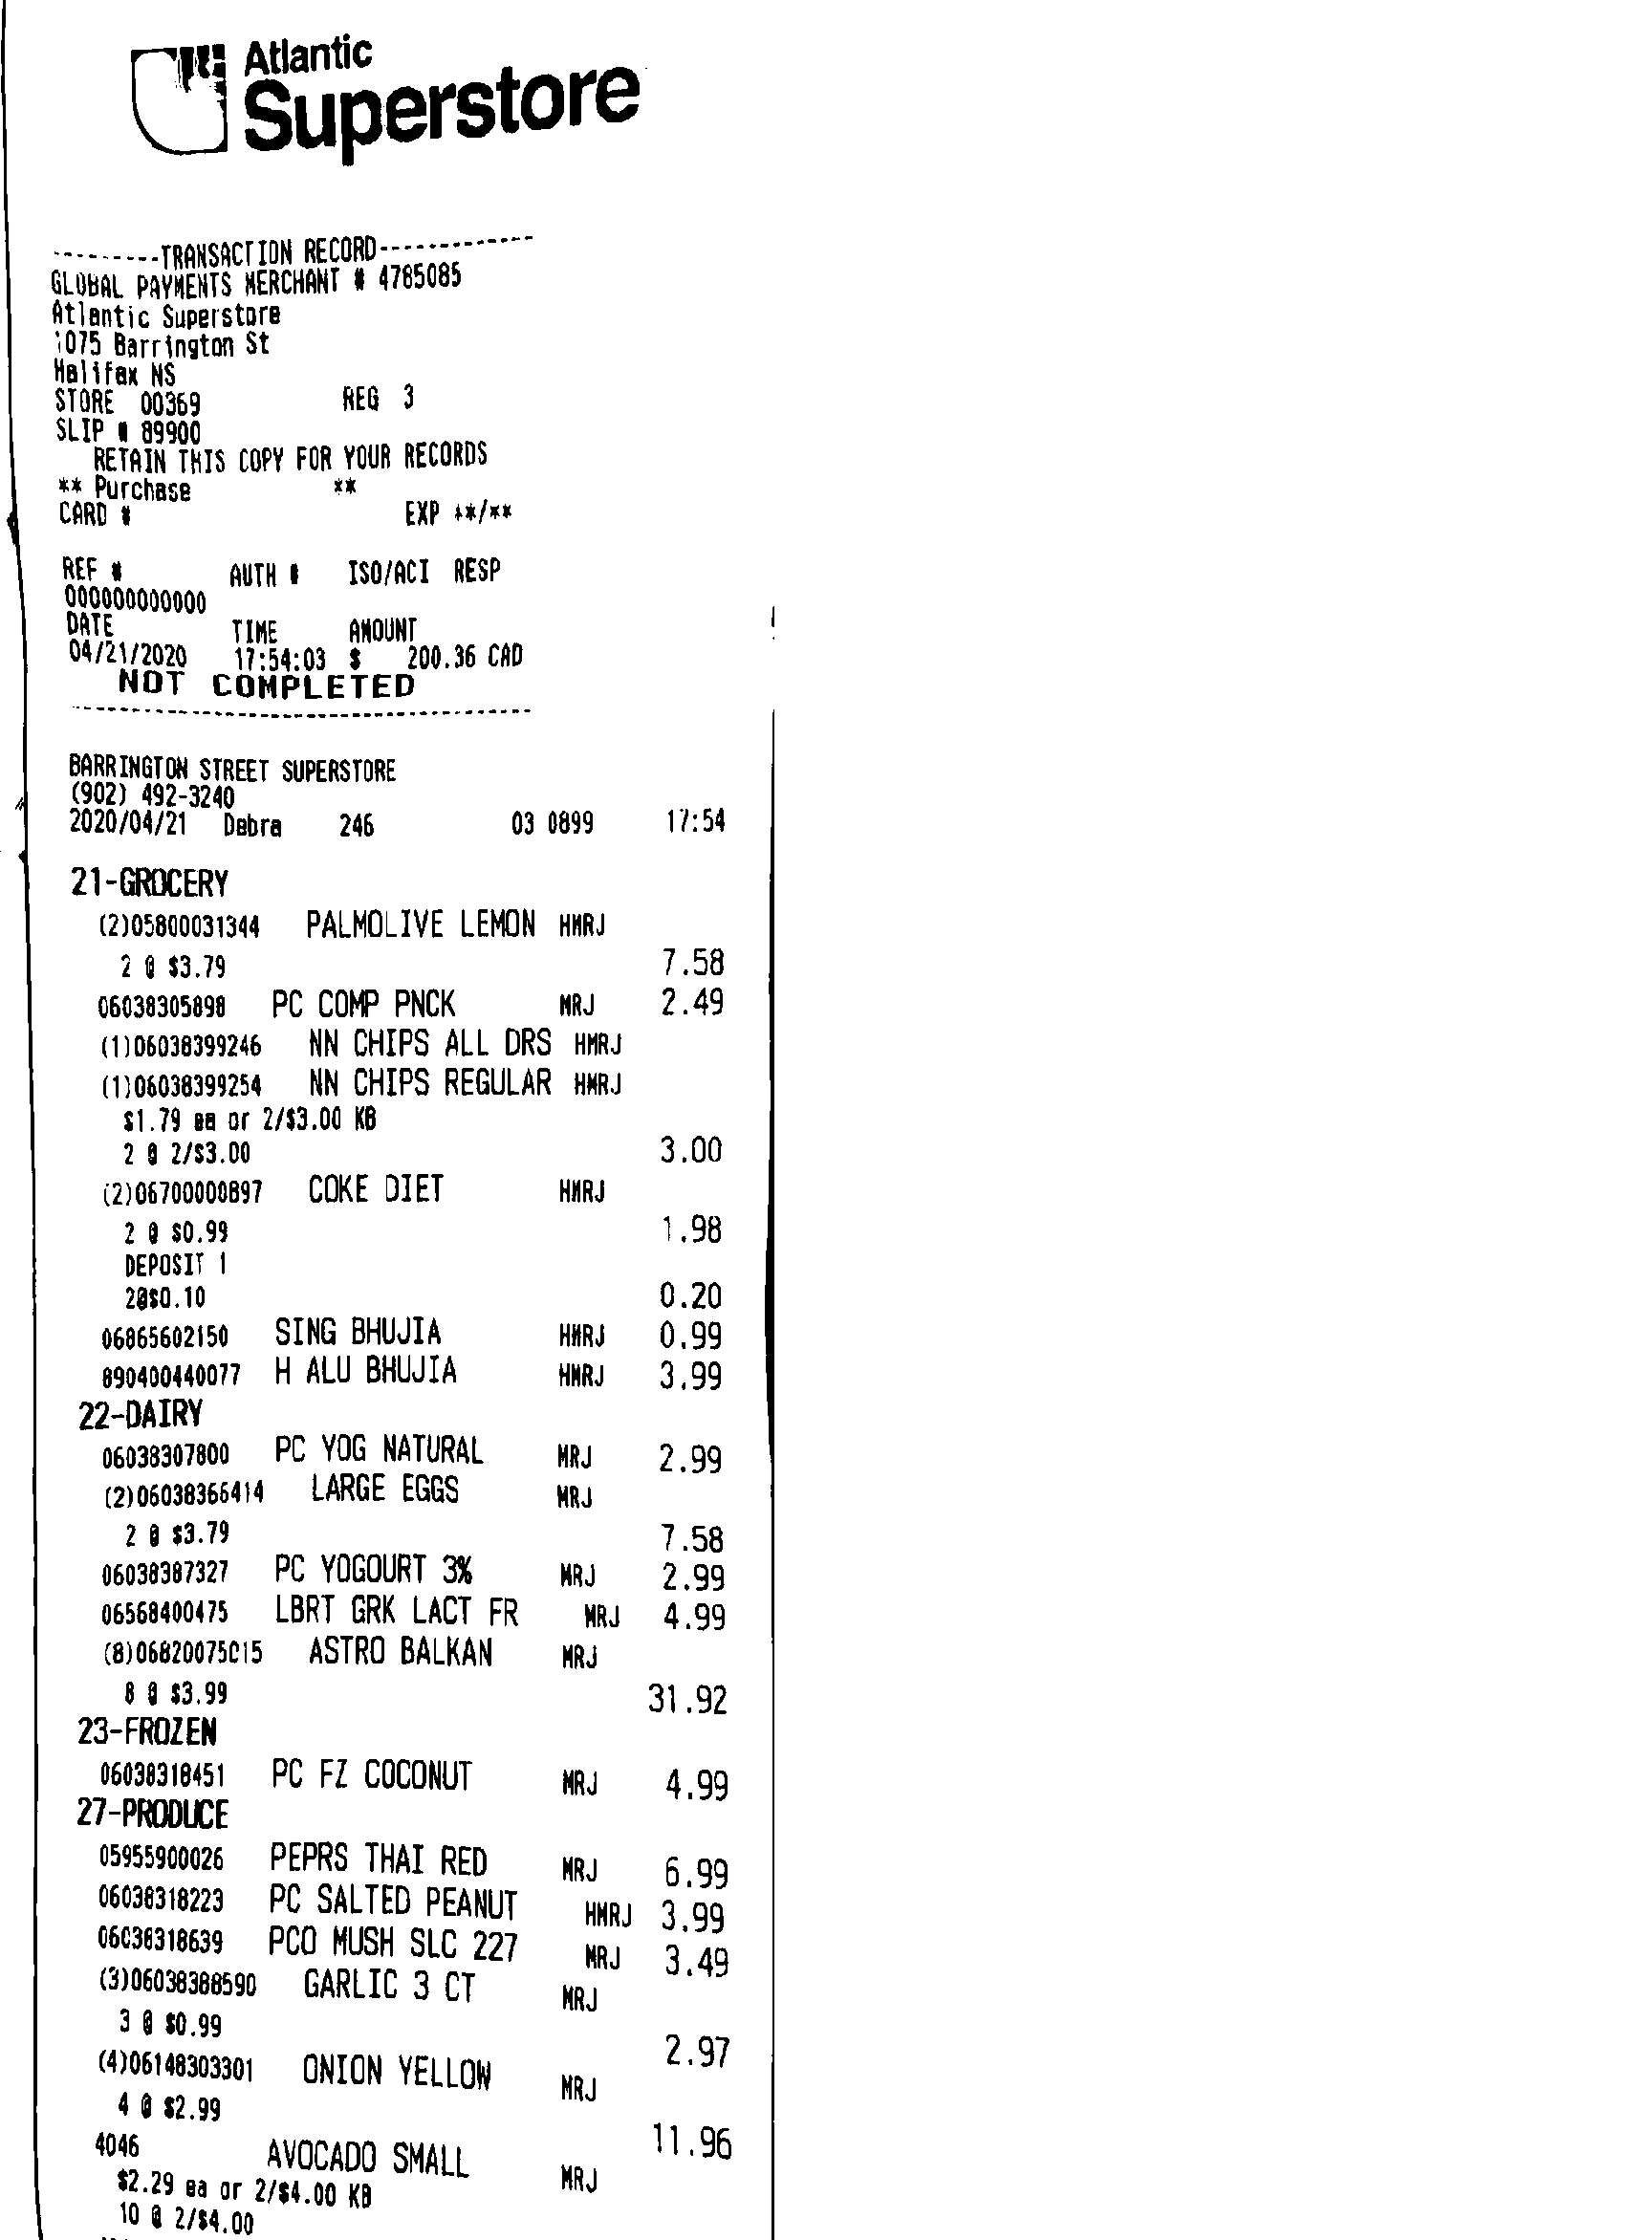 Atlantic
Superstore
---------TRANSACTION RECORD-------------
GLOBAL PAYMENTS MERCHANT # 4785085
Atlantic Superstore
1075 Barrington St
Halifax NS
STORE 00369 REG 3
SLIP # 89900
RETAIN THIS COPY FOR YOUR RECORDS
** Purchase **
CARD # EXP **/**
REF # AUTH # ISO/ACI RESP
000000000000
DATE TIME AMOUNT
04/21/2020 17:54:03 $ 200.36 CAD
NOT COMPLETED
----------------------------------------
BARRINGTON STREET SUPERSTORE
(902) 492-3240
2020/04/21 Debra 246 03 0899 17:54
21-GROCERY
(2)05800031344 PALMOLIVE LEMON HMRJ
2 @ $3.79 7.58
06038305898 PC COMP PNCK MRJ 2.49
(1)06038399246 NN CHIPS ALL DRS HMRJ
(1)06038399254 NN CHIPS REGULAR HMRJ
$1.79 ea or 2/$3.00 KB
2 @ 2/$3.00 3.00
(2)06700000897 COKE DIET HMRJ
2 @ $0.99 1.98
DEPOSIT 1
2@$0.10 0.20
06865602150 SING BHUJIA HMRJ 0.99
890400440077 H ALU BHUJIA HMRJ 3.99
22-DAIRY
06038307800 PC YOG NATURAL MRJ 2.99
(2)06038366414 LARGE EGGS MRJ
2 @ $3.79 7.58
06038387327 PC YOGOURT 3% MRJ 2.99
06568400475 LBRT GRK LACT FR MRJ 4.99
(8)06820075015 ASTRO BALKAN MRJ
8 @ $3.99 31.92
23-FROZEN
06038318451 PC FZ COCONUT MRJ 4.99
27-PRODUCE
05955900026 PEPRS THAI RED MRJ 6.99
06038318223 PC SALTED PEANUT HMRJ 3.99
06038318639 PCO MUSH SLC 227 MRJ 3.49
(3)06038388590 GARLIC 3 CT MRJ
3 @ $0.99 2.97
(4)06148303301 ONION YELLOW MRJ
4 @ $2.99 11.96
4046 AVOCADO SMALL MRJ
$2.29 ea or 2/$4.00 KB
10 @ 2/$4.00